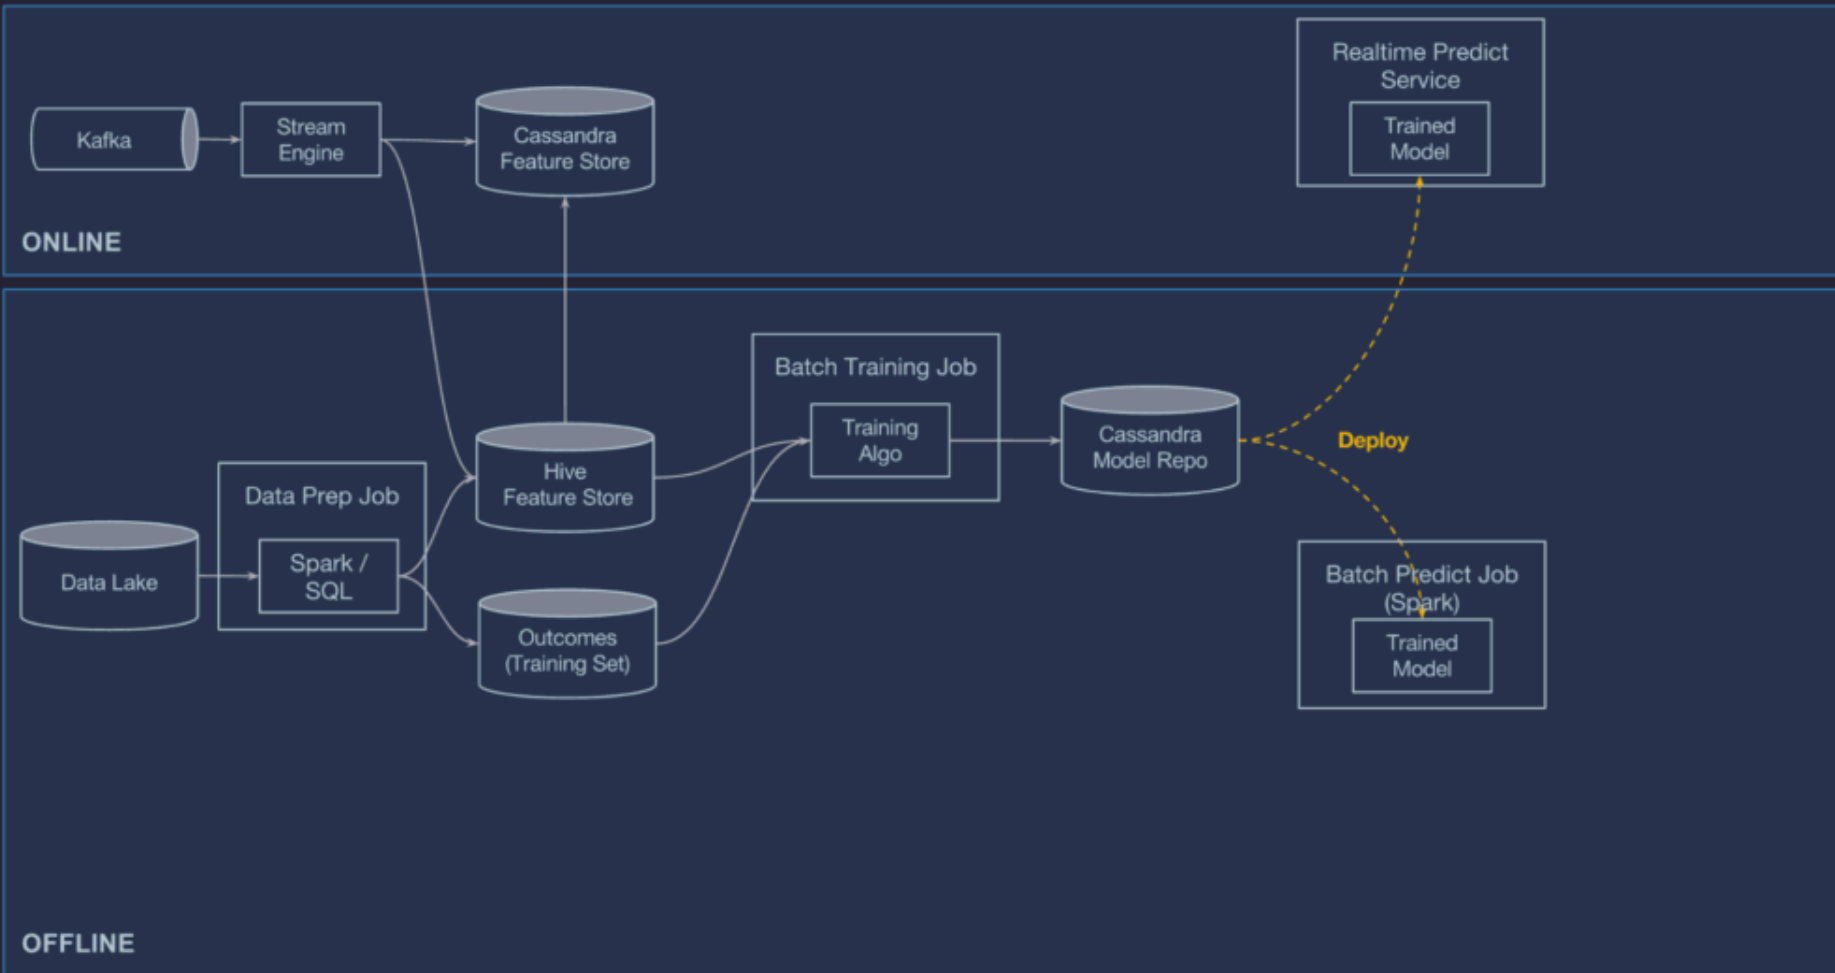 Realtime Predict
Service
Trained
Model
Kafka
Stream
Engine
Cassandra
Feature Store
ONLINE
Batch Training Job
Training
Algo
Cassandra
Model Repo
Deploy
Hive
Feature Store
Data Prep Job
Spark /
SQL
Data Lake
Outcomes
(Training Set)
Batch Predict Job
(Spark)
Trained
Model
OFFLINE